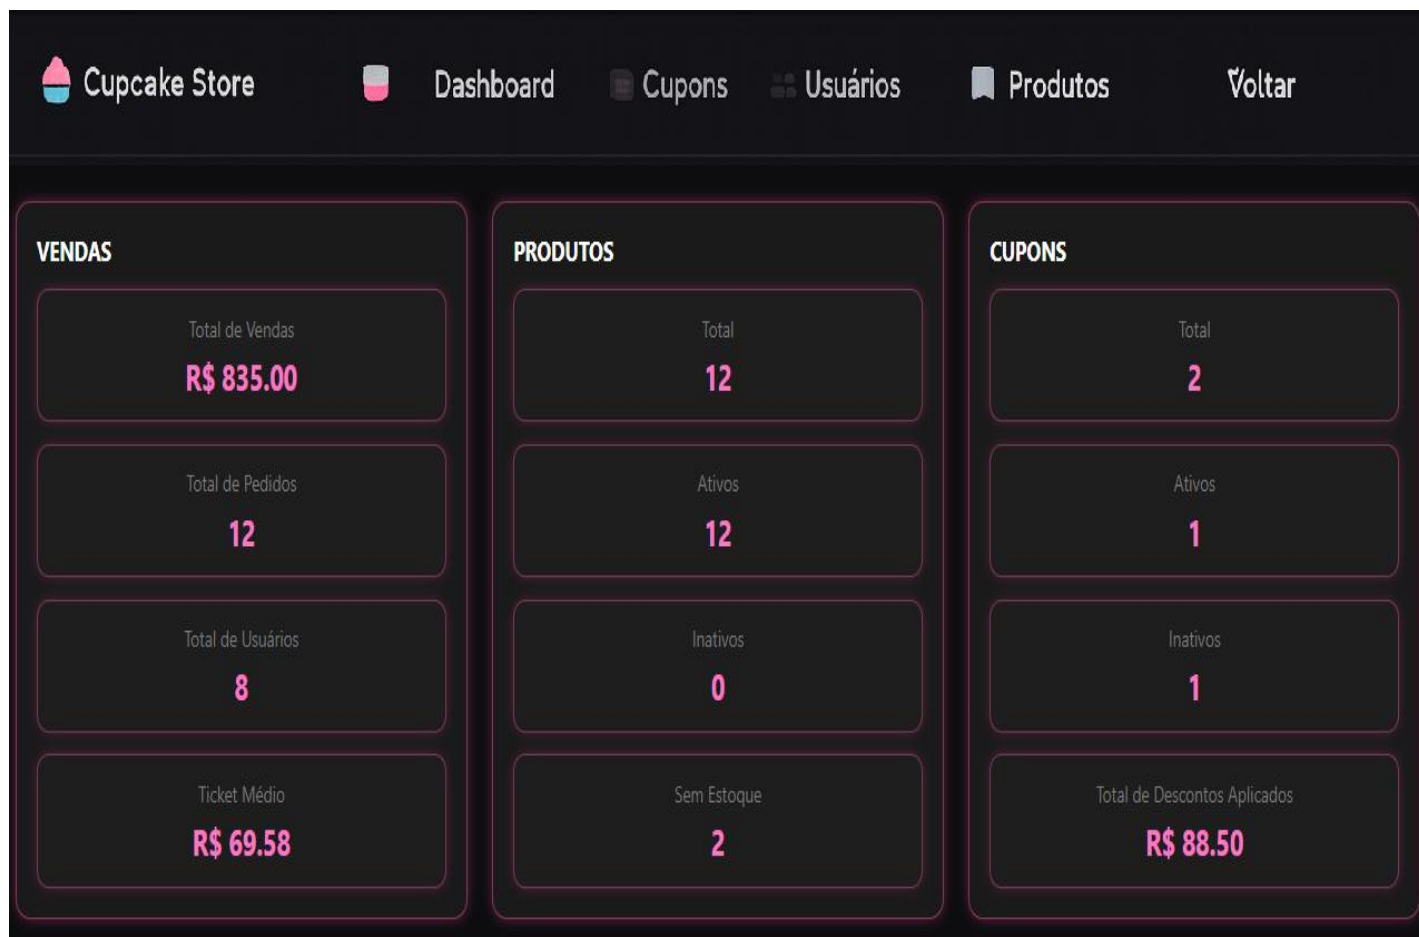 Cupcake Store Dashboard Cupons Usuários Produtos Voltar
VENDAS
Total de Vendas
R$ 835.00
Total de Pedidos
12
Total de Usuários
8
Ticket Médio
R$ 69.58
PRODUTOS
Total
12
Ativos
12
Inativos
0
Sem Estoque
2
CUPONS
Total
2
Ativos
1
Inativos
1
Total de Descontos Aplicados
R$ 88.50